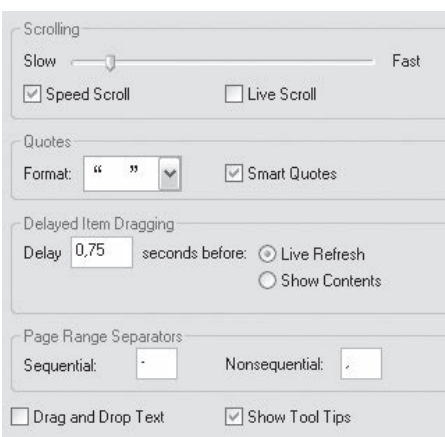 Scrolling
Slow Fast
Speed Scroll Live Scroll
Quotes
Format: “ ” Smart Quotes
Delayed Item Dragging
Delay 0,75 seconds before: Live Refresh
Show Contents
Page Range Separators
Sequential: - Nonsequential: ,
Drag and Drop Text Show Tool Tips